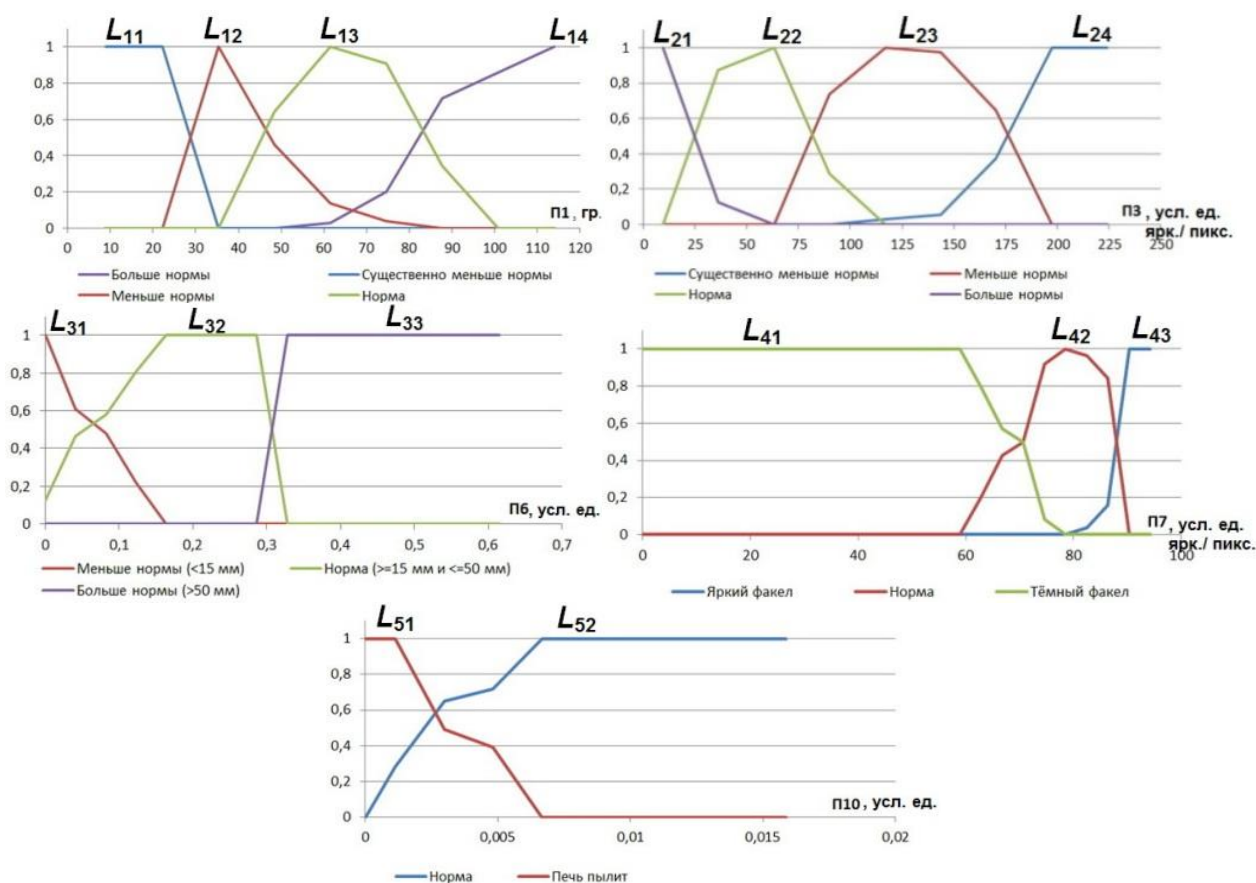 L11 L12 L13 L14
1
0,8
0,6
0,4
0,2
0
П1, гр.
0 10 20 30 40 50 60 70 80 90 100 110 120
Больше нормы Существенно меньше нормы
Меньше нормы Норма
L21 L22 L23 L24
1
0,8
0,6
0,4
0,2
0
П3, усл. ед.
ярк./ пикс.
0 25 50 75 100 125 150 175 200 225 250
Существенно меньше нормы Меньше нормы
Норма Больше нормы
L31 L32 L33
1
0,8
0,6
0,4
0,2
0
П6, усл. ед.
0 0,1 0,2 0,3 0,4 0,5 0,6 0,7
Меньше нормы (<15 мм) Норма (>=15 мм и <=50 мм)
Больше нормы (>50 мм)
L41 L42 L43
1
0,8
0,6
0,4
0,2
0
П7, усл. ед.
ярк./ пикс.
0 20 40 60 80 100
Яркий факел Норма Тёмный факел
L51 L52
1
0,8
0,6
0,4
0,2
0
П10, усл. ед.
0 0,005 0,01 0,015 0,02
Норма Печь пылит